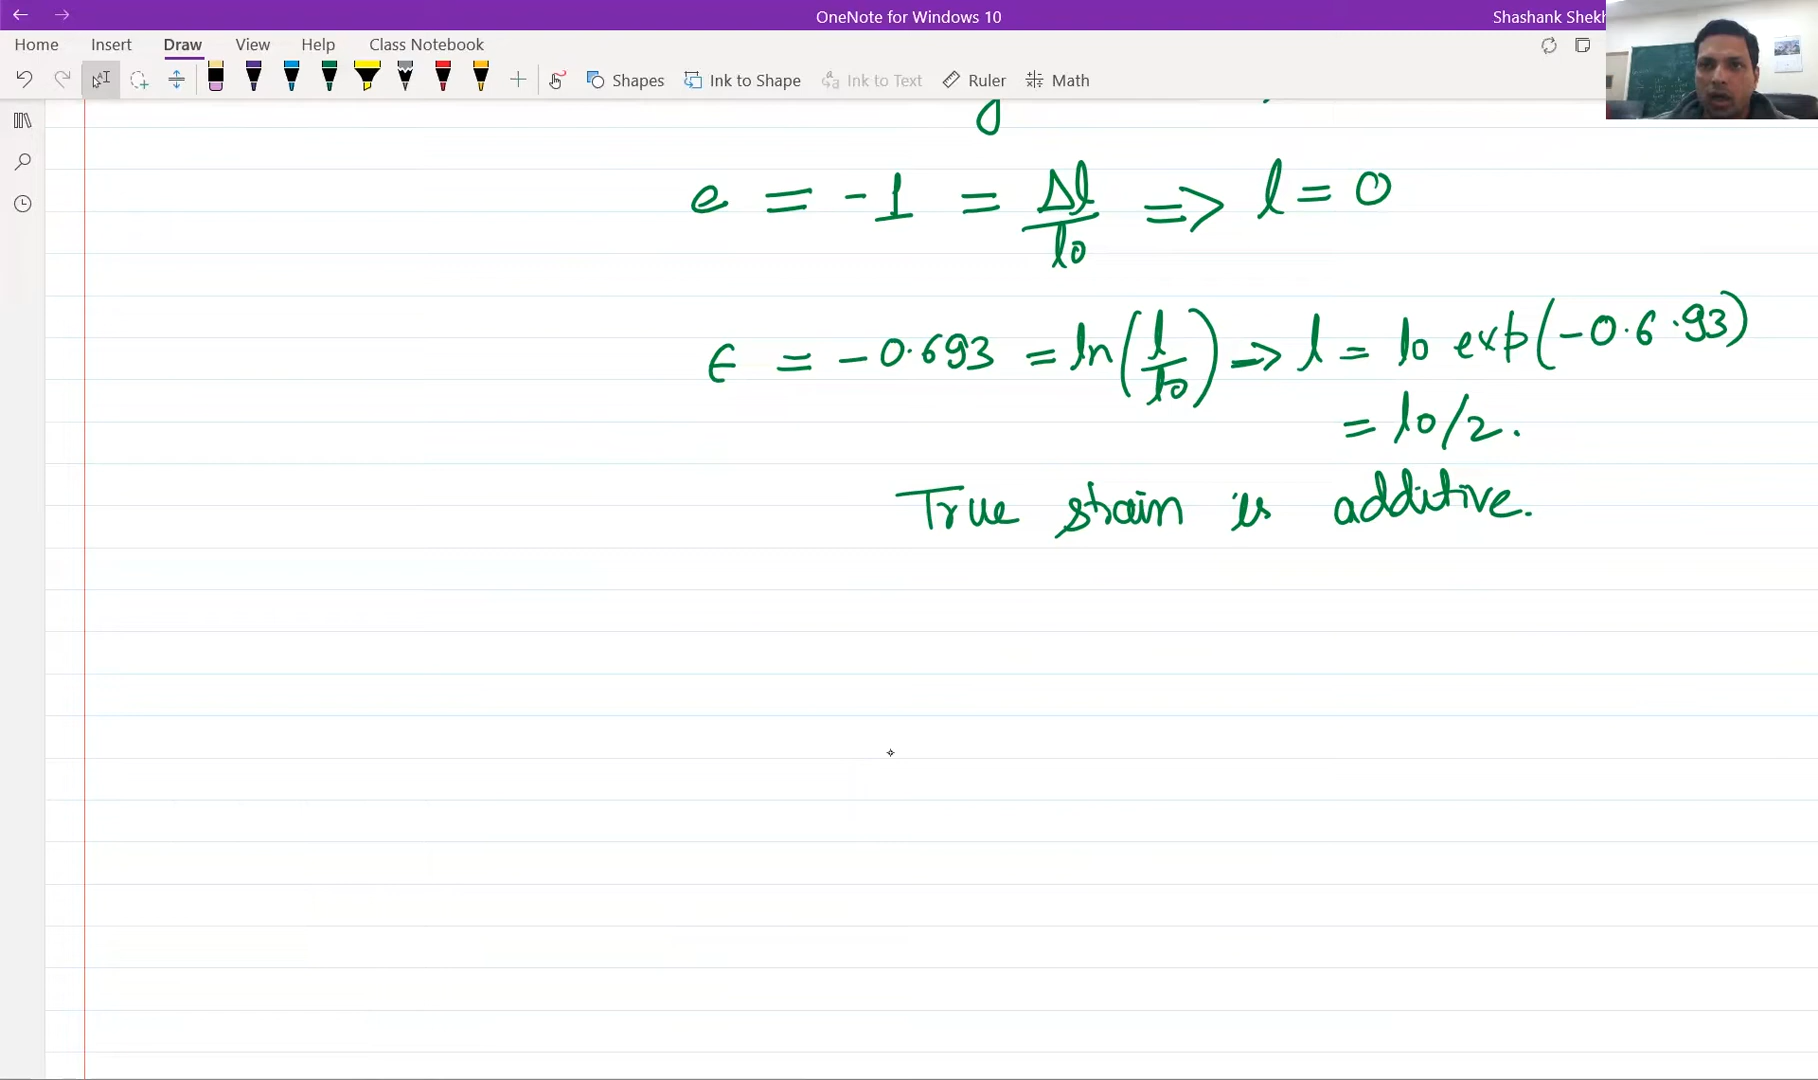 OneNote for Windows 10
Shashank Shekh
Home Insert Draw View Help Class Notebook
Shapes Ink to Shape Ink to Text Ruler Math
e = -1 = Δl/l0 => l = 0
ϵ = -0.693 = ln(l/l0) -> l = l0 exp(-0.6.93)
= l0/2.
True strain is additive.